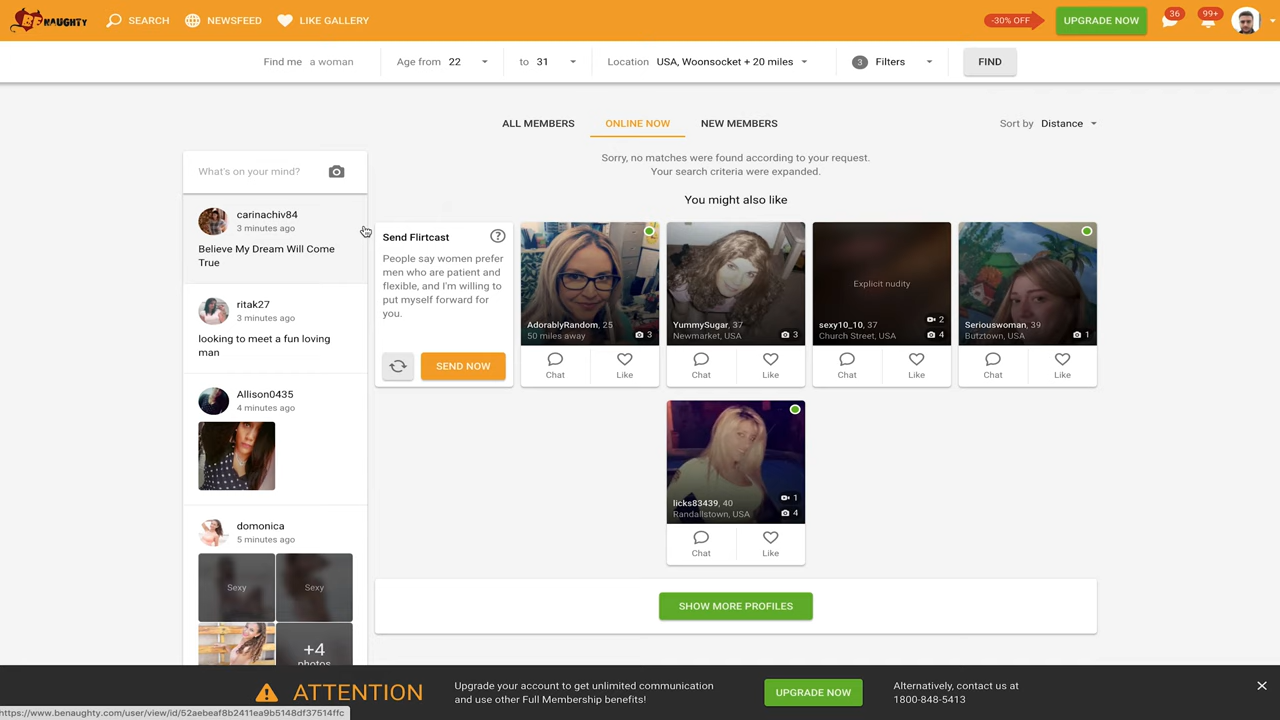 BENAUGHTY
SEARCH
NEWSFEED
LIKE GALLERY
-30% OFF
UPGRADE NOW
36
99+
Find me a woman
Age from 22
to 31
Location USA, Woonsocket + 20 miles
3 Filters
FIND
ALL MEMBERS
ONLINE NOW
NEW MEMBERS
Sort by Distance
Sorry, no matches were found according to your request.
Your search criteria were expanded.
You might also like
What's on your mind?
carinachiv84
3 minutes ago
Believe My Dream Will Come
True
ritak27
3 minutes ago
looking to meet a fun loving
man
Allison0435
4 minutes ago
domonica
5 minutes ago
Sexy
Sexy
+4
photos
Send Flirtcast
?
People say women prefer
men who are patient and
flexible, and I'm willing to
put myself forward for
you.
SEND NOW
AdorablyRandom, 25
50 miles away
3
Chat
Like
YummySugar, 37
Newmarket, USA
3
Chat
Like
Explicit nudity
sexy10_10, 37
2
Church Street, USA
4
Chat
Like
Seriouswoman, 39
Butztown, USA
1
Chat
Like
licks83439, 40
1
Randallstown, USA
4
Chat
Like
SHOW MORE PROFILES
ATTENTION
Upgrade your account to get unlimited communication
and use other Full Membership benefits!
UPGRADE NOW
Alternatively, contact us at
1800-848-5413
https://www.benaughty.com/user/view/id/52aebeaf8b2411ea9b5148df37514ffc